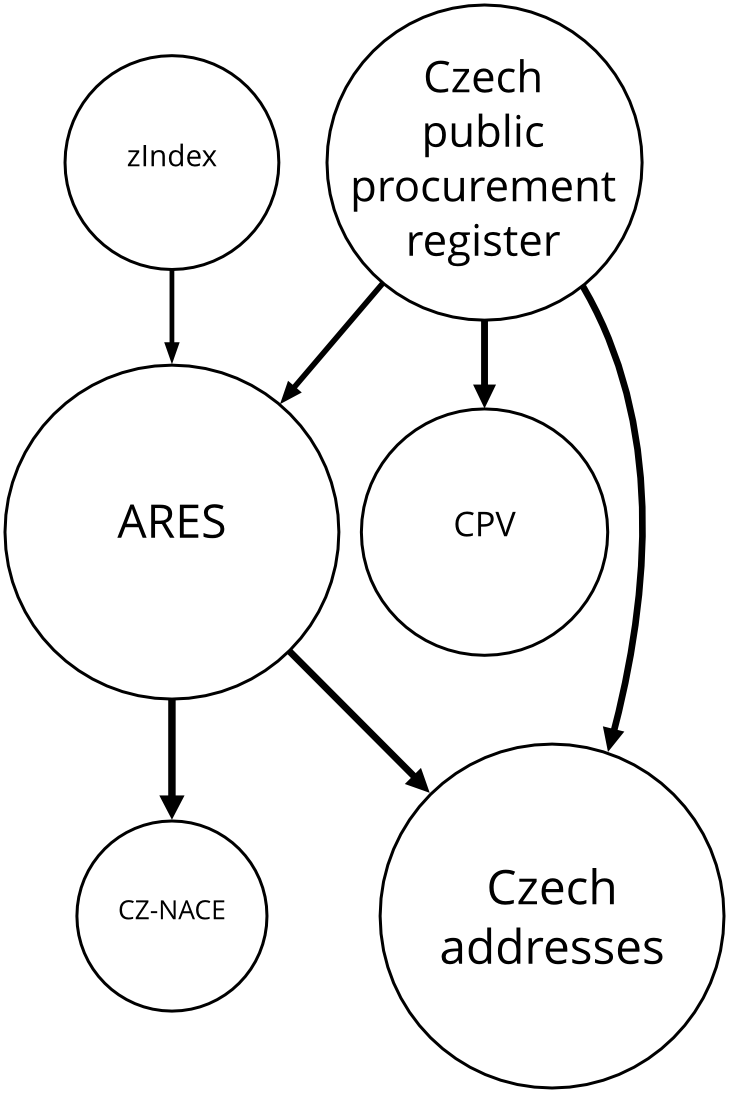 zIndex
Czech
public
procurement
register
ARES
CPV
CZ-NACE
Czech
addresses